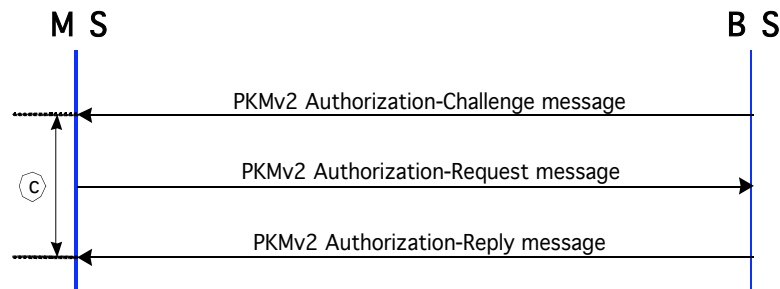 M S B S
PKMv2 Authorization-Challenge message
PKMv2 Authorization-Request message
c
PKMv2 Authorization-Reply message